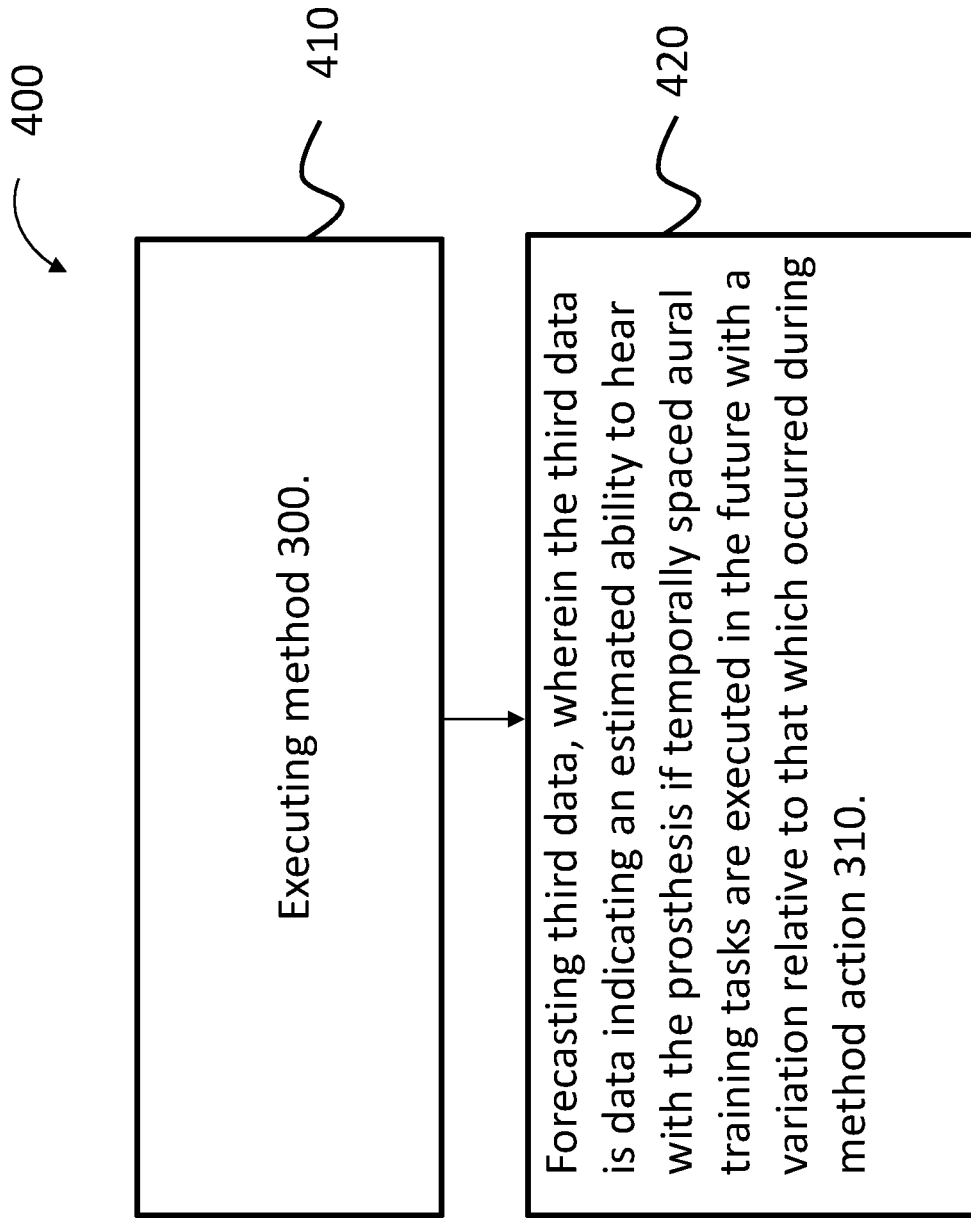 400
Executing method 300.
410
Forecasting third data, wherein the third data
is data indicating an estimated ability to hear
with the prosthesis if temporally spaced aural
training tasks are executed in the future with a
variation relative to that which occurred during
method action 310.
420